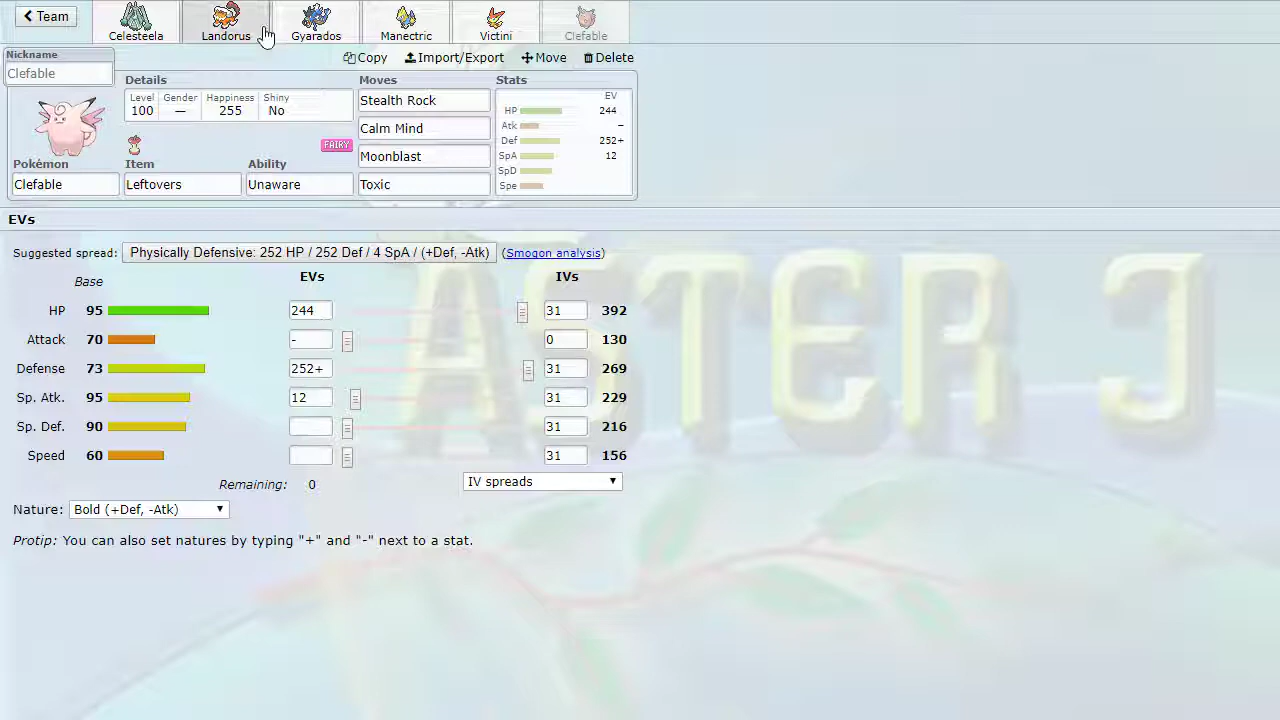 Team
Celesteela
Landorus
Gyarados
Manectric
Victini
Clefable
Nickname
Clefable
Copy
Import/Export
Move
Delete
Details
Moves
Stats
Level
Gender
Happiness
Shiny
100
—
255
No
Stealth Rock
Calm Mind
Moonblast
Toxic
EV
HP 244
Atk –
Def 252+
SpA 12
SpD
Spe
FAIRY
Pokémon
Item
Ability
Clefable
Leftovers
Unaware
EVs
Suggested spread: Physically Defensive: 252 HP / 252 Def / 4 SpA / (+Def, -Atk) (Smogon analysis)
Base EVs IVs
HP 95 244 31 392
Attack 70 - 0 130
Defense 73 252+ 31 269
Sp. Atk. 95 12 31 229
Sp. Def. 90 31 216
Speed 60 31 156
Remaining: 0 IV spreads
Nature: Bold (+Def, -Atk)
Protip: You can also set natures by typing "+" and "-" next to a stat.
ASTER J